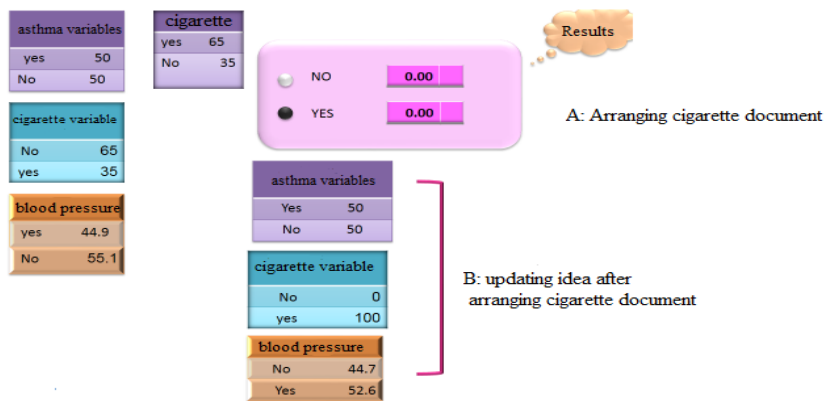 asthma variables
yes 50
No 50
cigarette variable
No 65
yes 35
blood pressure
yes 44.9
No 55.1
cigarette
yes 65
No 35
NO 0.00
YES 0.00
Results
A: Arranging cigarette document
asthma variables
Yes 50
No 50
cigarette variable
No 0
yes 100
blood pressure
No 44.7
Yes 52.6
B: updating idea after
arranging cigarette document